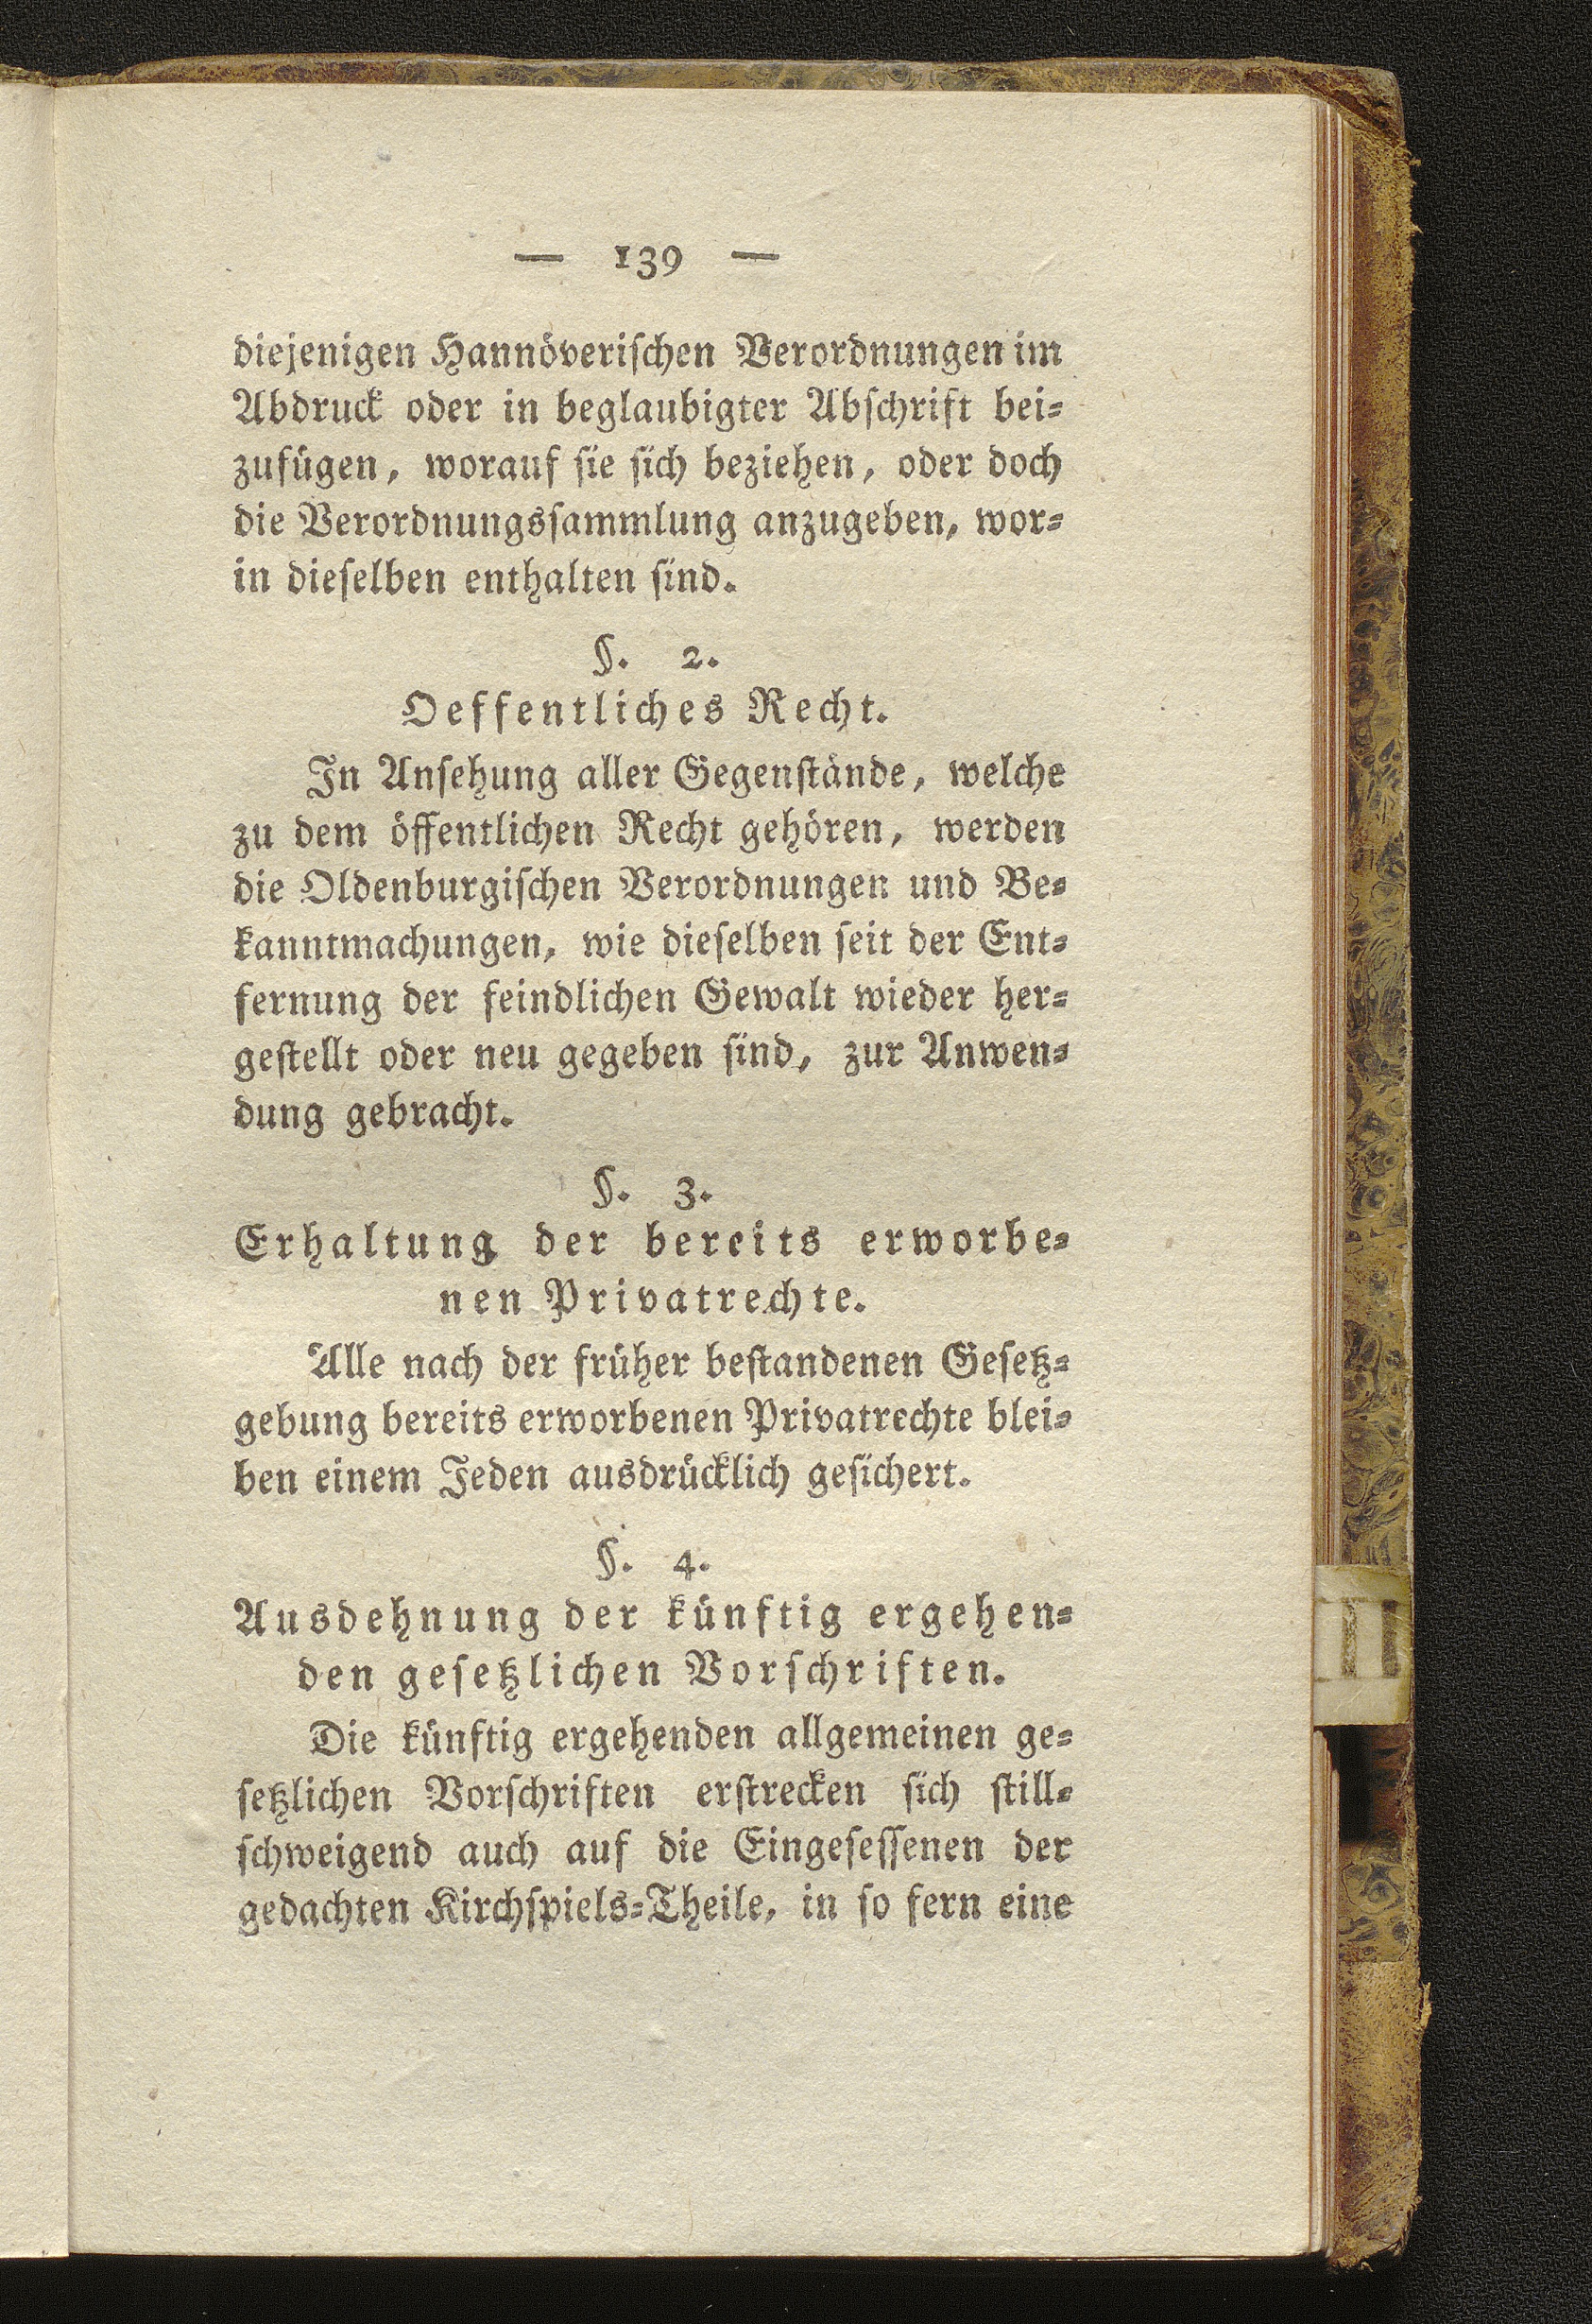 — 139 —
diejenigen Hannöveriſchen Verordnungen im
Abdruck oder in beglaubigter Abſchrift bei⸗
zufügen, worauf ſie ſich beziehen, oder doch
die Verordnungsſammlung anzugeben, wor⸗
in dieſelben enthalten ſind.
§. 2.
Oeffentliches Recht.
In Anſehung aller Gegenſtände, welche
zu dem öffentlichen Recht gehören, werden
die Oldenburgiſchen Verordnungen und Be⸗
kanntmachungen, wie dieſelben ſeit der Ent⸗
fernung der feindlichen Gewalt wieder her⸗
geſtellt oder neu gegeben ſind, zur Anwen⸗
dung gebracht.
§. 3.
Erhaltung der bereits erworbe⸗
nen Privatrechte.
Alle nach der früher beſtandenen Geſetz⸗
gebung bereits erworbenen Privatrechte blei⸗
ben einem Jeden ausdrücklich geſichert.
§. 4.
Ausdehnung der künftig ergehen⸗
den geſetzlichen Vorſchriften.
Die künftig ergehenden allgemeinen ge⸗
ſetzlichen Vorſchriften erſtrecken ſich ſtill⸗
ſchweigend auch auf die Eingeſeſſenen der
gedachten Kirchſpiels⸗Theile, in ſo fern eine